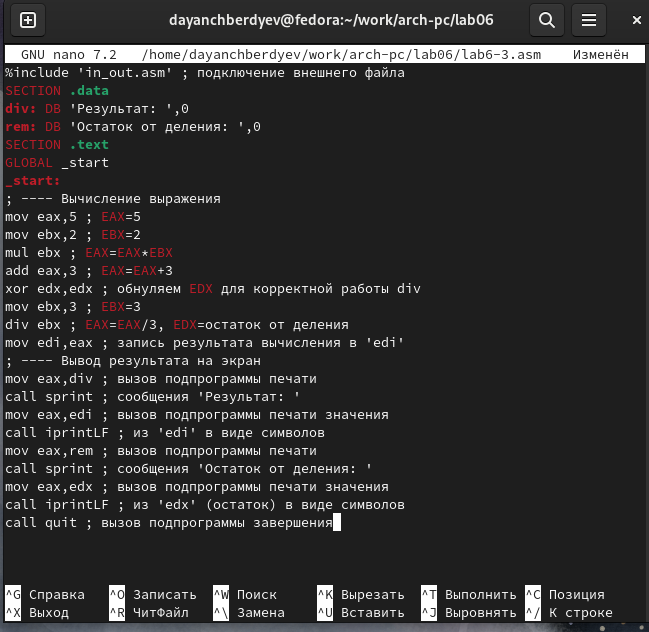 dayanchberdyev@fedora:~/work/arch-pc/lab06
GNU nano 7.2 /home/dayanchberdyev/work/arch-pc/lab06/lab6-3.asm Изменён
%include 'in_out.asm' ; подключение внешнего файла
SECTION .data
div: DB 'Результат: ',0
rem: DB 'Остаток от деления: ',0
SECTION .text
GLOBAL _start
_start:
; ---- Вычисление выражения
mov eax,5 ; EAX=5
mov ebx,2 ; EBX=2
mul ebx ; EAX=EAX*EBX
add eax,3 ; EAX=EAX+3
xor edx,edx ; обнуляем EDX для корректной работы div
mov ebx,3 ; EBX=3
div ebx ; EAX=EAX/3, EDX=остаток от деления
mov edi,eax ; запись результата вычисления в 'edi'
; ---- Вывод результата на экран
mov eax,div ; вызов подпрограммы печати
call sprint ; сообщения 'Результат: '
mov eax,edi ; вызов подпрограммы печати значения
call iprintLF ; из 'edi' в виде символов
mov eax,rem ; вызов подпрограммы печати
call sprint ; сообщения 'Остаток от деления: '
mov eax,edx ; вызов подпрограммы печати значения
call iprintLF ; из 'edx' (остаток) в виде символов
call quit ; вызов подпрограммы завершения
^G Справка ^O Записать ^W Поиск ^K Вырезать ^T Выполнить ^C Позиция
^X Выход ^R ЧитФайл ^\ Замена ^U Вставить ^J Выровнять ^/ К строке